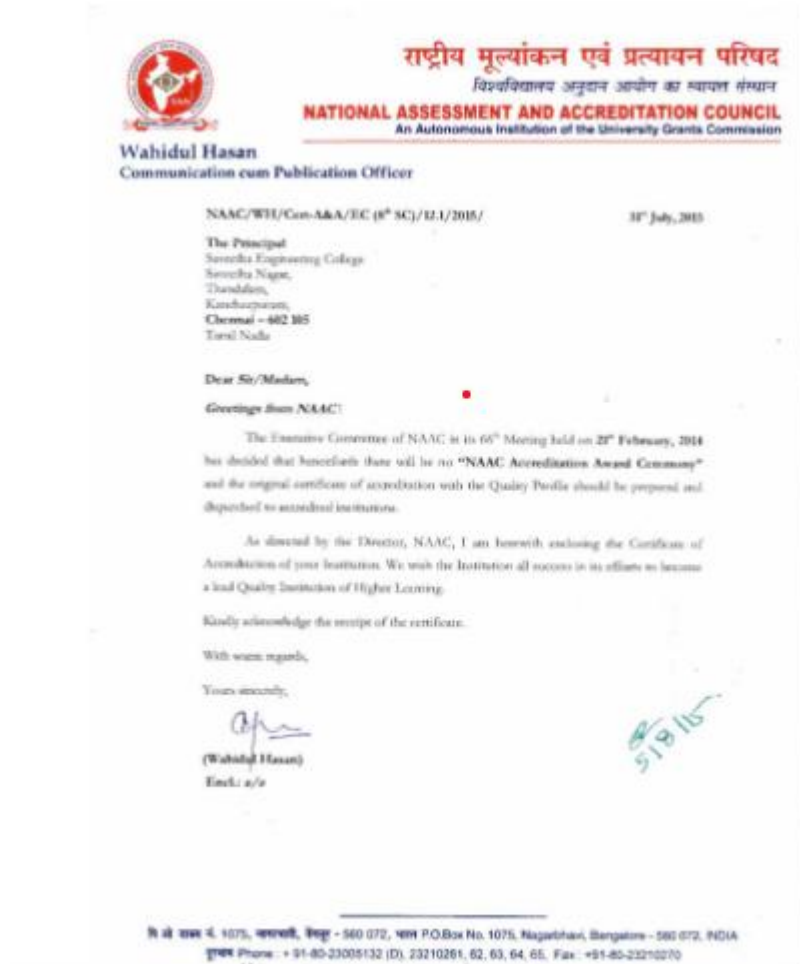 राष्ट्रीय मूल्यांकन एवं प्रत्यायन परिषद
विश्वविद्यालय अनुदान आयोग का स्वायत्त संस्थान
NATIONAL ASSESSMENT AND ACCREDITATION COUNCIL
An Autonomous Institution of the University Grants Commission
Wahidul Hasan
Communication cum Publication Officer
NAAC/WH/Cert-A&A/EC (8th SC)/12.1/2015/ 31st July, 2015
The Principal
Saveetha Engineering College
Saveetha Nagar,
Thandalam,
Kancheepuram,
Chennai – 602 105
Tamil Nadu
Dear Sir/Madam,
Greetings from NAAC!
The Executive Committee of NAAC in its 66th Meeting held on February, 2014
has decided that henceforth there will be no "NAAC Accreditation Award Ceremony"
and the original certificate of accreditation with the Quality Profile should be prepared and
dispatched to accredited institutions.
As directed by the Director, NAAC, I am herewith enclosing the Certificate of
Accreditation of your Institution. We wish the Institution all success in its efforts to become
a lead Quality Institution of Higher Learning.
Kindly acknowledge the receipt of the certificate.
With warm regards,
Yours sincerely,
(Wahidul Hasan)
Encl.: a/a
5/8/15
1075, - 560 072, P.O.Box No. 1075, Nagarbhavi, Bangalore - 560 072, INDIA
Phone : + 91-80-23005132 (D), 23210261, 62, 63, 64, 65, Fax : +91-80-23210270